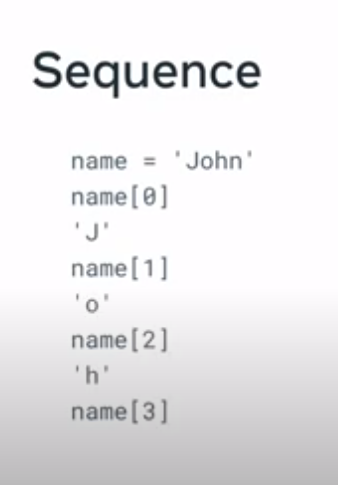 Sequence
name = 'John'
name[0]
'J'
name[1]
'o'
name[2]
'h'
name[3]